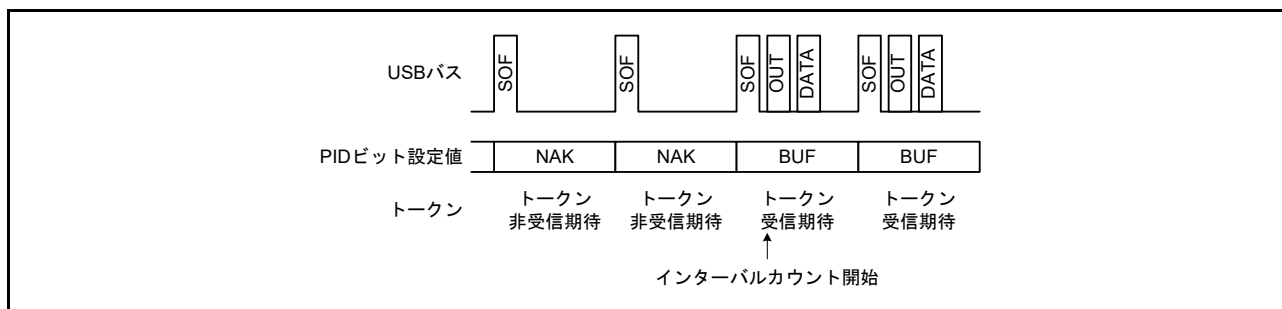 USBバス SOF SOF SOF OUT DATA SOF OUT DATA
PIDビット設定値 NAK NAK BUF BUF
トークン トークン トークン トークン トークン
非受信期待 非受信期待 受信期待 受信期待
インターバルカウント開始